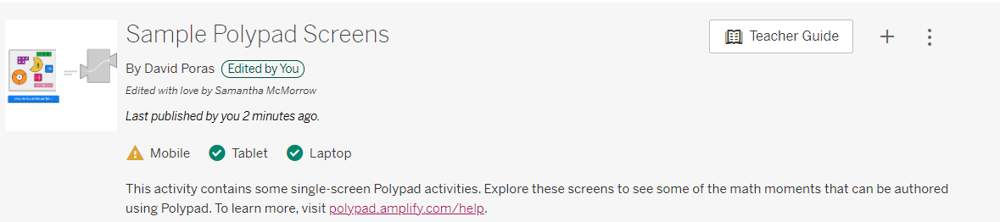 Sample Polypad Screens
Teacher Guide
By David Poras Edited by You
Edited with love by Samantha McMorrow
Last published by you 2 minutes ago.
Mobile Tablet Laptop
This activity contains some single-screen Polypad activities. Explore these screens to see some of the math moments that can be authored
using Polypad. To learn more, visit polypad.amplify.com/help.